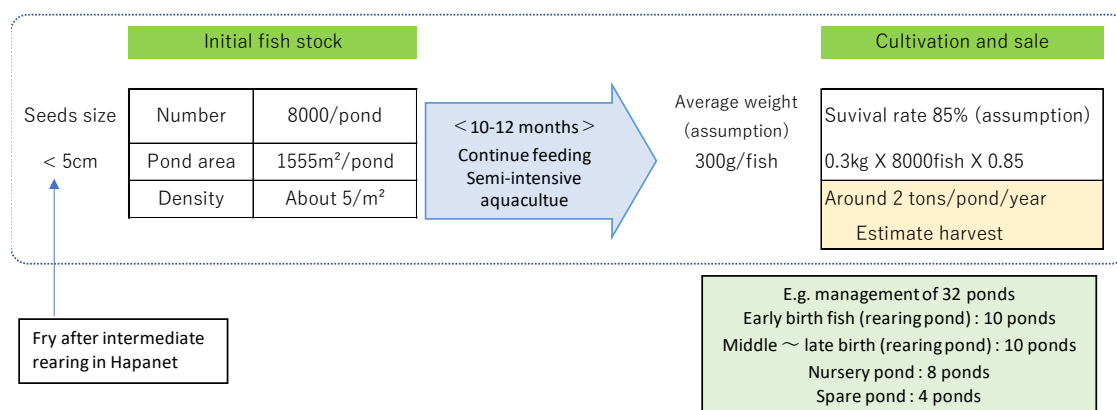 Initial fish stock
Cultivation and sale
Seeds size
< 5cm
Number
8000/pond
Pond area
1555m²/pond
Density
About 5/m²
＜10-12 months＞
Continue feeding
Semi-intensive
aquacultue
Average weight
(assumption)
300g/fish
Suvival rate 85% (assumption)
0.3kg X 8000fish X 0.85
Around 2 tons/pond/year
Estimate harvest
Fry after intermediate
rearing in Hapanet
E.g. management of 32 ponds
Early birth fish (rearing pond) : 10 ponds
Middle ～ late birth (rearing pond) : 10 ponds
Nursery pond : 8 ponds
Spare pond : 4 ponds